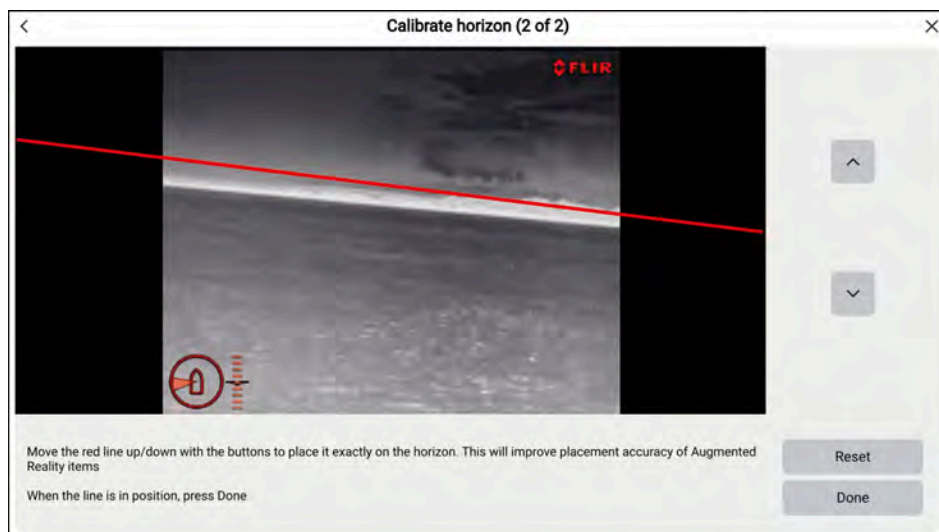 Calibrate horizon (2 of 2)
FLIR
Move the red line up/down with the buttons to place it exactly on the horizon. This will improve placement accuracy of Augmented
Reality items
Reset
When the line is in position, press Done
Done